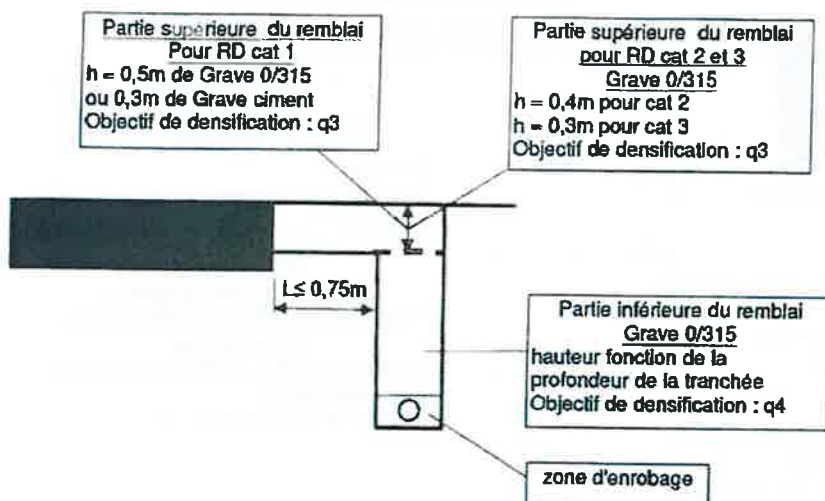 Partie supérieure du remblai
Pour RD cat 1
h = 0,5m de Grave 0/315
ou 0,3m de Grave ciment
Objectif de densification : q3
Partie supérieure du remblai
pour RD cat 2 et 3
Grave 0/315
h = 0,4m pour cat 2
h = 0,3m pour cat 3
Objectif de densification : q3
L≤ 0,75m
Partie inférieure du remblai
Grave 0/315
hauteur fonction de la
profondeur de la tranchée
Objectif de densification : q4
zone d'enrobage